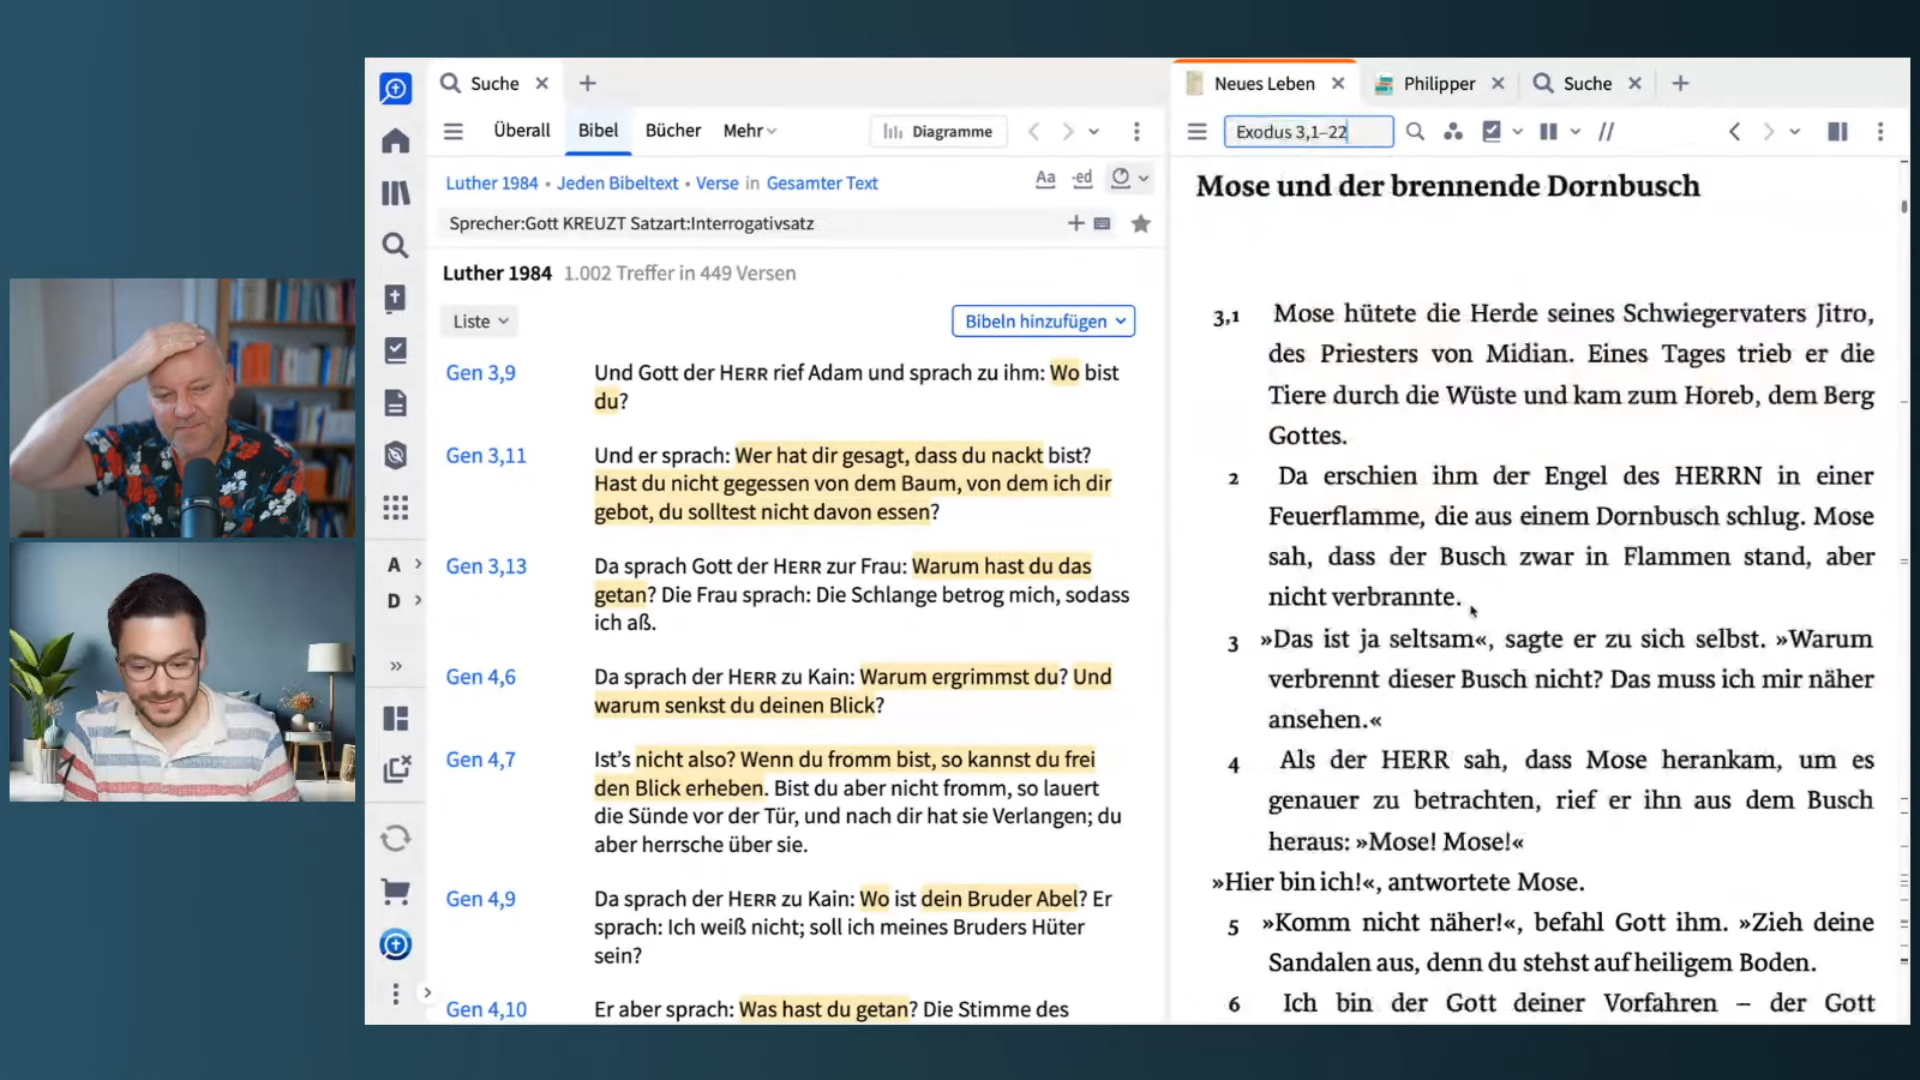 Suche
Überall Bibel Bücher Mehr Diagramme
Luther 1984 • Jeden Bibeltext • Verse in Gesamter Text
Aa -ed
Sprecher:Gott KREUZT Satzart:Interrogativsatz
Luther 1984 1.002 Treffer in 449 Versen
Liste Bibeln hinzufügen
Gen 3,9 Und Gott der HERR rief Adam und sprach zu ihm: Wo bist
du?
Gen 3,11 Und er sprach: Wer hat dir gesagt, dass du nackt bist?
Hast du nicht gegessen von dem Baum, von dem ich dir
gebot, du solltest nicht davon essen?
Gen 3,13 Da sprach Gott der HERR zur Frau: Warum hast du das
getan? Die Frau sprach: Die Schlange betrog mich, sodass
ich aß.
Gen 4,6 Da sprach der HERR zu Kain: Warum ergrimmst du? Und
warum senkst du deinen Blick?
Gen 4,7 Ist's nicht also? Wenn du fromm bist, so kannst du frei
den Blick erheben. Bist du aber nicht fromm, so lauert
die Sünde vor der Tür, und nach dir hat sie Verlangen; du
aber herrsche über sie.
Gen 4,9 Da sprach der HERR zu Kain: Wo ist dein Bruder Abel? Er
sprach: Ich weiß nicht; soll ich meines Bruders Hüter
sein?
Gen 4,10 Er aber sprach: Was hast du getan? Die Stimme des
A
D
Neues Leben Philipper Suche
Exodus 3,1–22
Mose und der brennende Dornbusch
3,1 Mose hütete die Herde seines Schwiegervaters Jitro,
des Priesters von Midian. Eines Tages trieb er die
Tiere durch die Wüste und kam zum Horeb, dem Berg
Gottes.
2 Da erschien ihm der Engel des HERRN in einer
Feuerflamme, die aus einem Dornbusch schlug. Mose
sah, dass der Busch zwar in Flammen stand, aber
nicht verbrannte.
3 »Das ist ja seltsam«, sagte er zu sich selbst. »Warum
verbrennt dieser Busch nicht? Das muss ich mir näher
ansehen.«
4 Als der HERR sah, dass Mose herankam, um es
genauer zu betrachten, rief er ihn aus dem Busch
heraus: »Mose! Mose!«
»Hier bin ich!«, antwortete Mose.
5 »Komm nicht näher!«, befahl Gott ihm. »Zieh deine
Sandalen aus, denn du stehst auf heiligem Boden.
6 Ich bin der Gott deiner Vorfahren – der Gott